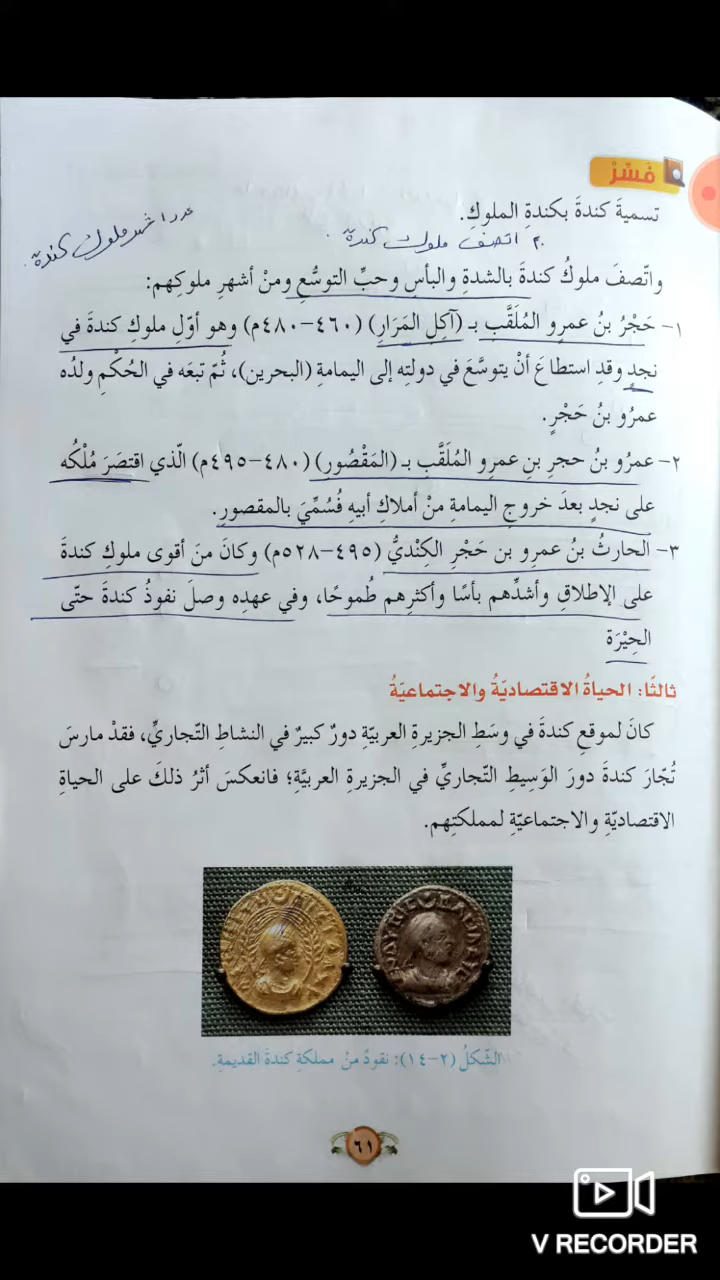 فَسِّرْ
تسميةَ كندةَ بكندةِ الملوكِ.
عدد اشهر ملوك كندة.
٢. اتصف ملوك كندة.
واتّصفَ ملوكُ كندةَ بالشدةِ والبأسِ وحبِّ التوسُّعِ ومنْ أشهرِ ملوكِهم:
١- حَجْرُ بنُ عمرٍو المُلَقَّبِ بـ (آكِلِ المَرَارِ) (٤٦٠-٤٨٠م) وهو أوّلِ ملوكِ كندةَ في
نجدٍ وقدِ استطاعَ أنْ يتوسَّعَ في دولتِه إلى اليمامةِ (البحرين)، ثُمّ تبعَه في الحُكْمِ ولدُه
عمرُو بنُ حَجْرٍ.
٢- عمرُو بنُ حجرِ بنِ عمرٍو المُلَقَّبِ بـ (المَقْصُورِ) (٤٨٠-٤٩٥م) الّذي اقتصَرَ مُلْكُه
على نجدٍ بعدَ خروجِ اليمامةِ منْ أملاكِ أبيهِ فُسُمِّيَ بالمقصورِ.
٣- الحارثُ بنُ عمرِو بن حَجْرِ الكِنْديُّ (٤٩٥-٥٢٨م) وكانَ منَ أقوى ملوكِ كندةَ
على الإطلاقِ وأشدِّهم بأسًا وأكثرِهم طُموحًا، وفي عهدِه وصلَ نفوذُ كندةَ حتّى
الحِيْرَة
ثالثًا: الحياةُ الاقتصاديّةُ والاجتماعيّةُ
كانَ لموقعِ كندةَ في وسَطِ الجزيرةِ العربيّةِ دورٌ كبيرٌ في النشاطِ التّجاريِّ، فقدْ مارسَ
تُجّارَ كندةَ دورَ الوَسيطِ التّجاريِّ في الجزيرةِ العربيَّةِ؛ فانعكسَ أثرُ ذلكَ على الحياةِ
الاقتصاديّةِ والاجتماعيّةِ لمملكتِهم.
الشّكلُ (٢-١٤): نقودٌ منْ مملكةِ كندةَ القديمةِ.
٦١
V RECORDER